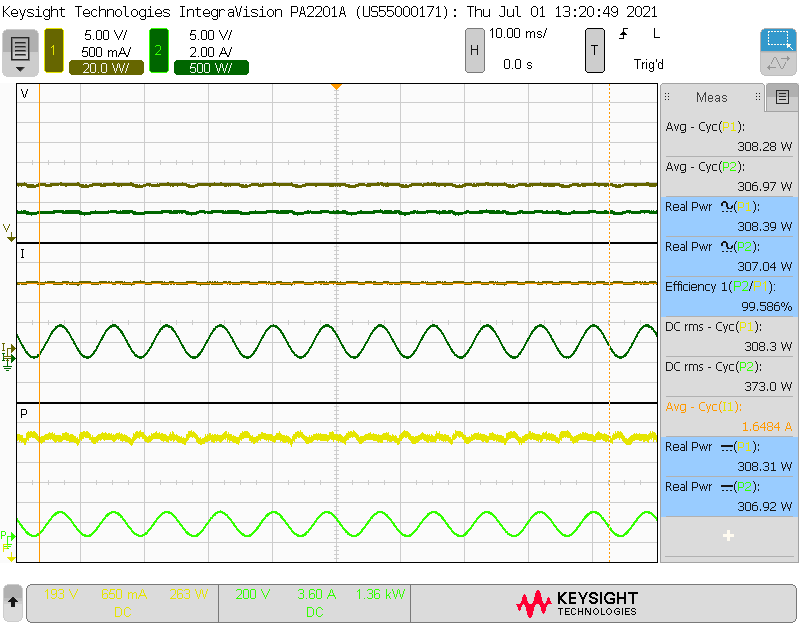 Keysight Technologies IntegraVision PA2201A (US55000171): Thu Jul 01 13:20:49 2021
1
5.00 V/
500 mA/
20.0 W/
2
5.00 V/
2.00 A/
500 W/
H
10.00 ms/
0.0 s
T
L
Trig'd
V
I
P
V
I
P
Meas
Avg - Cyc(P1):
308.28 W
Avg - Cyc(P2):
306.97 W
Real Pwr (P1):
308.39 W
Real Pwr (P2):
307.04 W
Efficiency 1(P2/P1):
99.586%
DC rms - Cyc(P1):
308.3 W
DC rms - Cyc(P2):
373.0 W
Avg - Cyc(I1):
1.6484 A
Real Pwr (P1):
308.31 W
Real Pwr (P2):
306.92 W
193 V 650 mA 263 W
DC
200 V 3.60 A 1.36 kW
DC
KEYSIGHT
TECHNOLOGIES